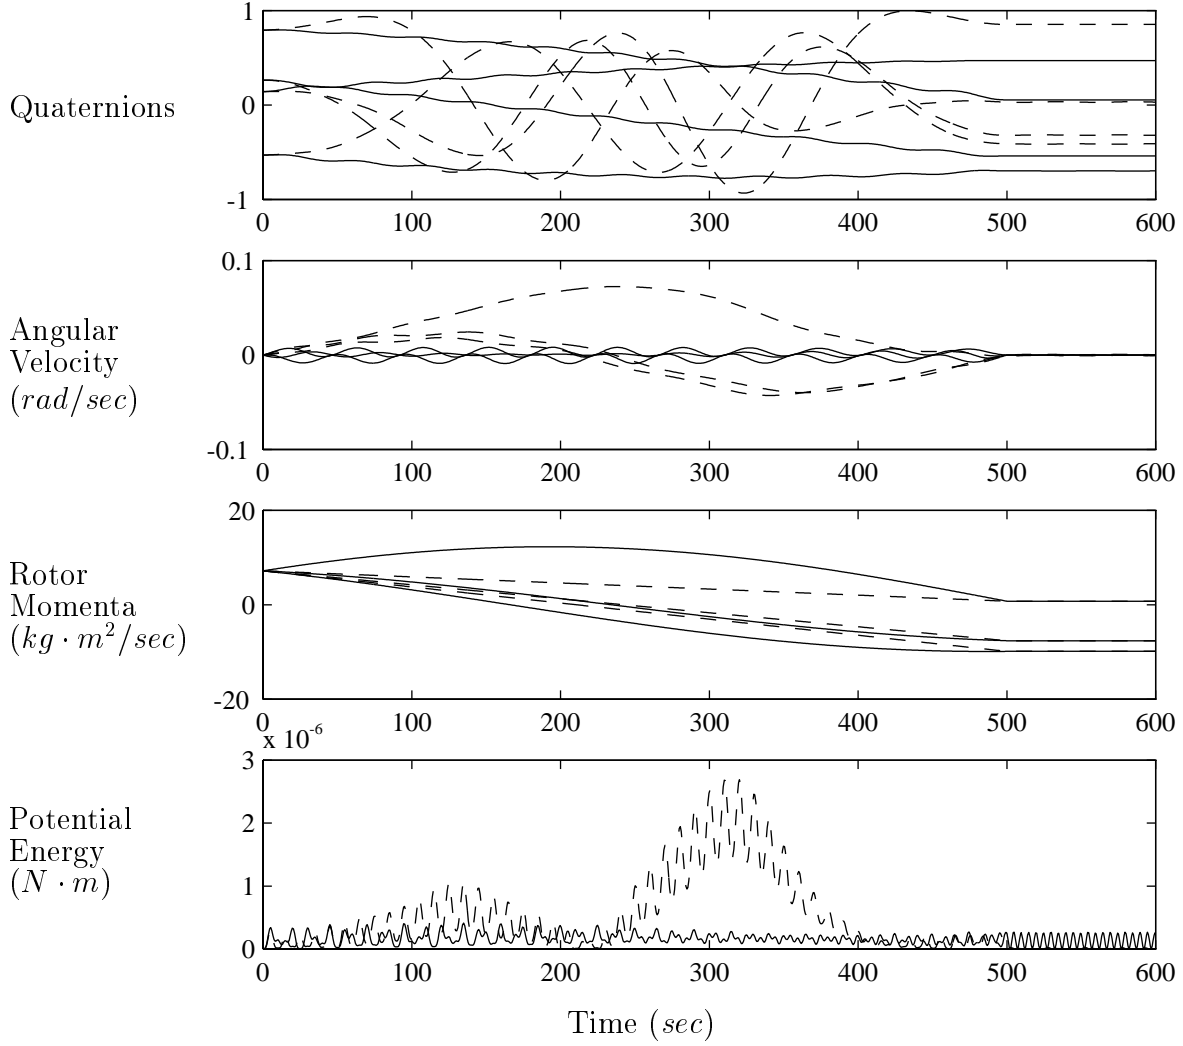 Quaternions
1
0
-1
0 100 200 300 400 500 600
Angular
Velocity
(rad/sec)
0.1
0
-0.1
0 100 200 300 400 500 600
Rotor
Momenta
(kg · m²/sec)
20
0
-20
0 100 200 300 400 500 600
x 10⁻⁶
Potential
Energy
(N · m)
3
2
1
0
0 100 200 300 400 500 600
Time (sec)